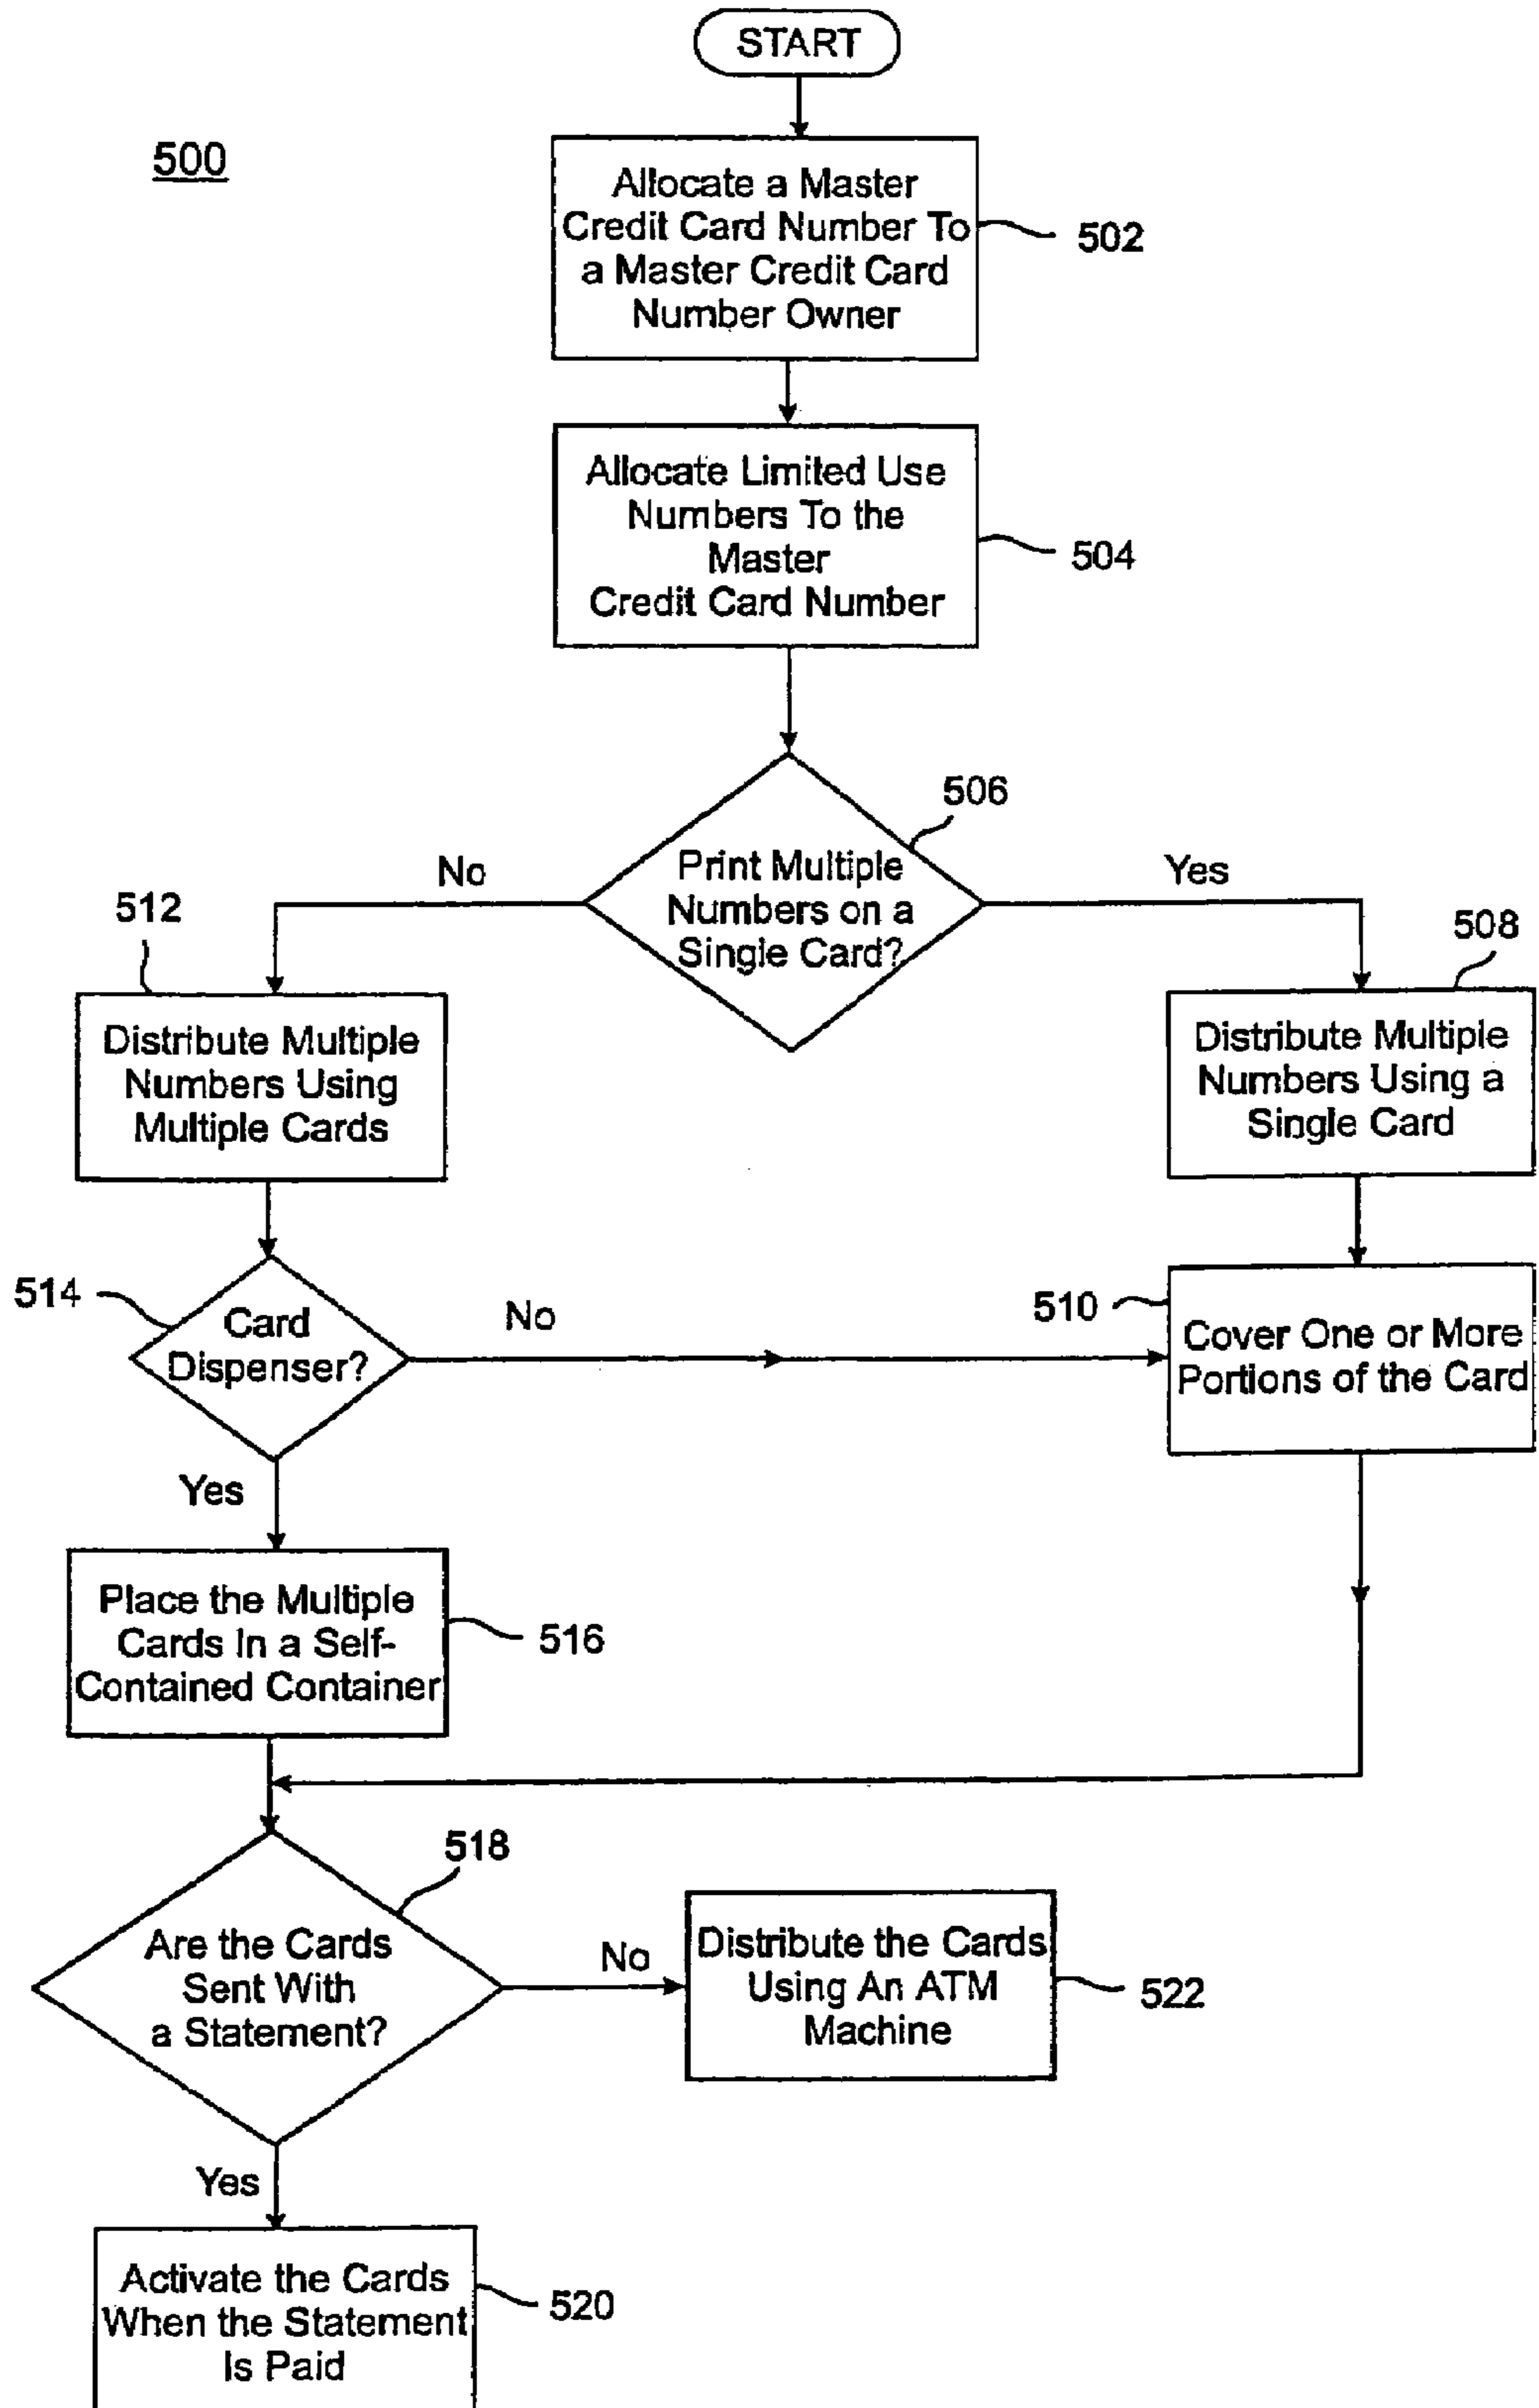 START
500
Allocate a Master
Credit Card Number To
a Master Credit Card
Number Owner
502
Allocate Limited Use
Numbers To the
Master
Credit Card Number
504
506
Print Multiple
Numbers on a
Single Card?
No
Yes
512
508
Distribute Multiple
Numbers Using
Multiple Cards
Distribute Multiple
Numbers Using a
Single Card
514
Card
Dispenser?
No
510
Cover One or More
Portions of the Card
Yes
Place the Multiple
Cards In a Self-
Contained Container
516
518
Are the Cards
Sent With
a Statement?
No
Distribute the Cards
Using An ATM
Machine
522
Yes
Activate the Cards
When the Statement
Is Paid
520